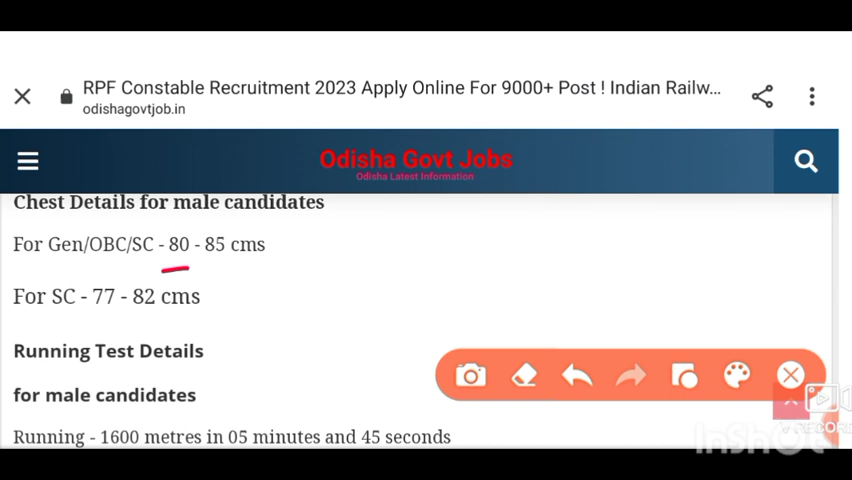 RPF Constable Recruitment 2023 Apply Online For 9000+ Post ! Indian Railw...
odishagovtjob.in
Odisha Govt Jobs
Odisha Latest Information
Chest Details for male candidates
For Gen/OBC/SC - 80 - 85 cms
For SC - 77 - 82 cms
Running Test Details
for male candidates
Running - 1600 metres in 05 minutes and 45 seconds
InShOt